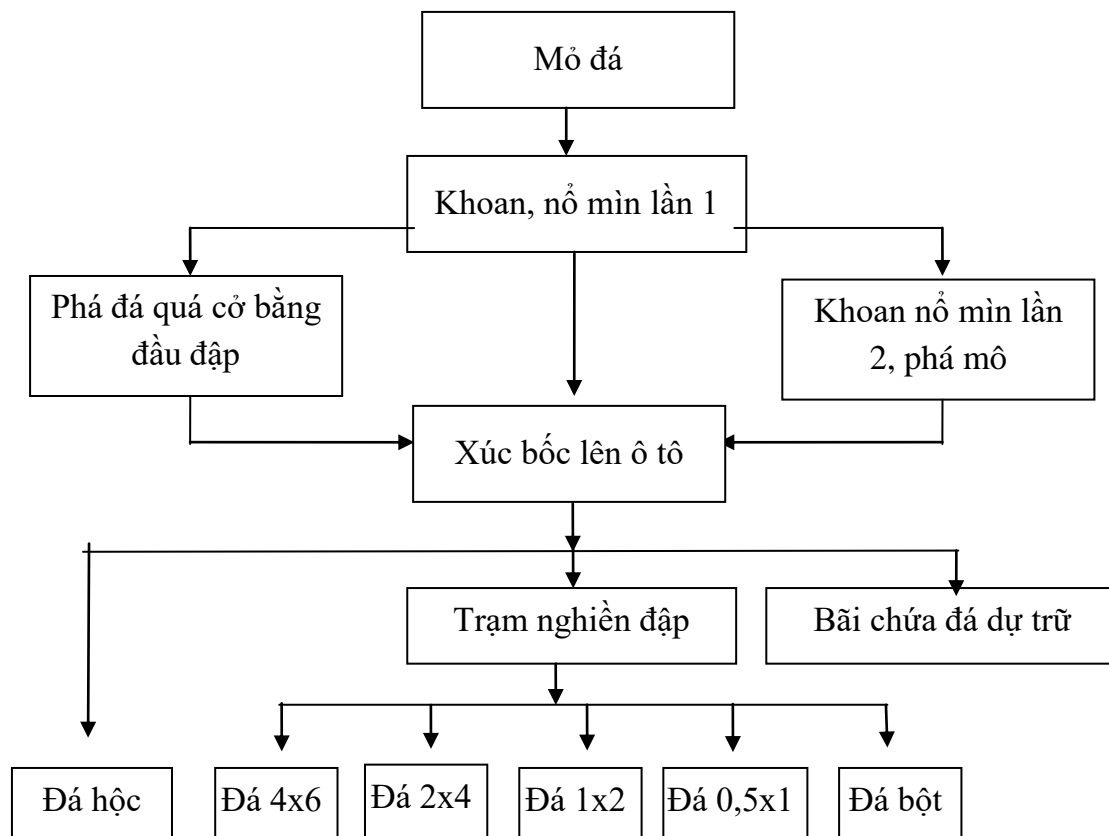 Mỏ đá
Khoan, nổ mìn lần 1
Phá đá quá cở bằng
đầu đập
Khoan nổ mìn lần
2, phá mô
Xúc bốc lên ô tô
Trạm nghiền đập
Bãi chứa đá dự trữ
Đá hộc
Đá 4x6
Đá 2x4
Đá 1x2
Đá 0,5x1
Đá bột